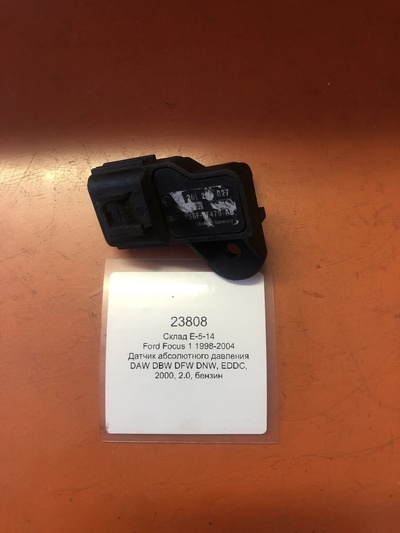 027
23808
Склад E-5-14
Ford Focus 1 1998-2004
Датчик абсолютного давления
DAW DBW DFW DNW, EDDC,
2000, 2.0, бензин